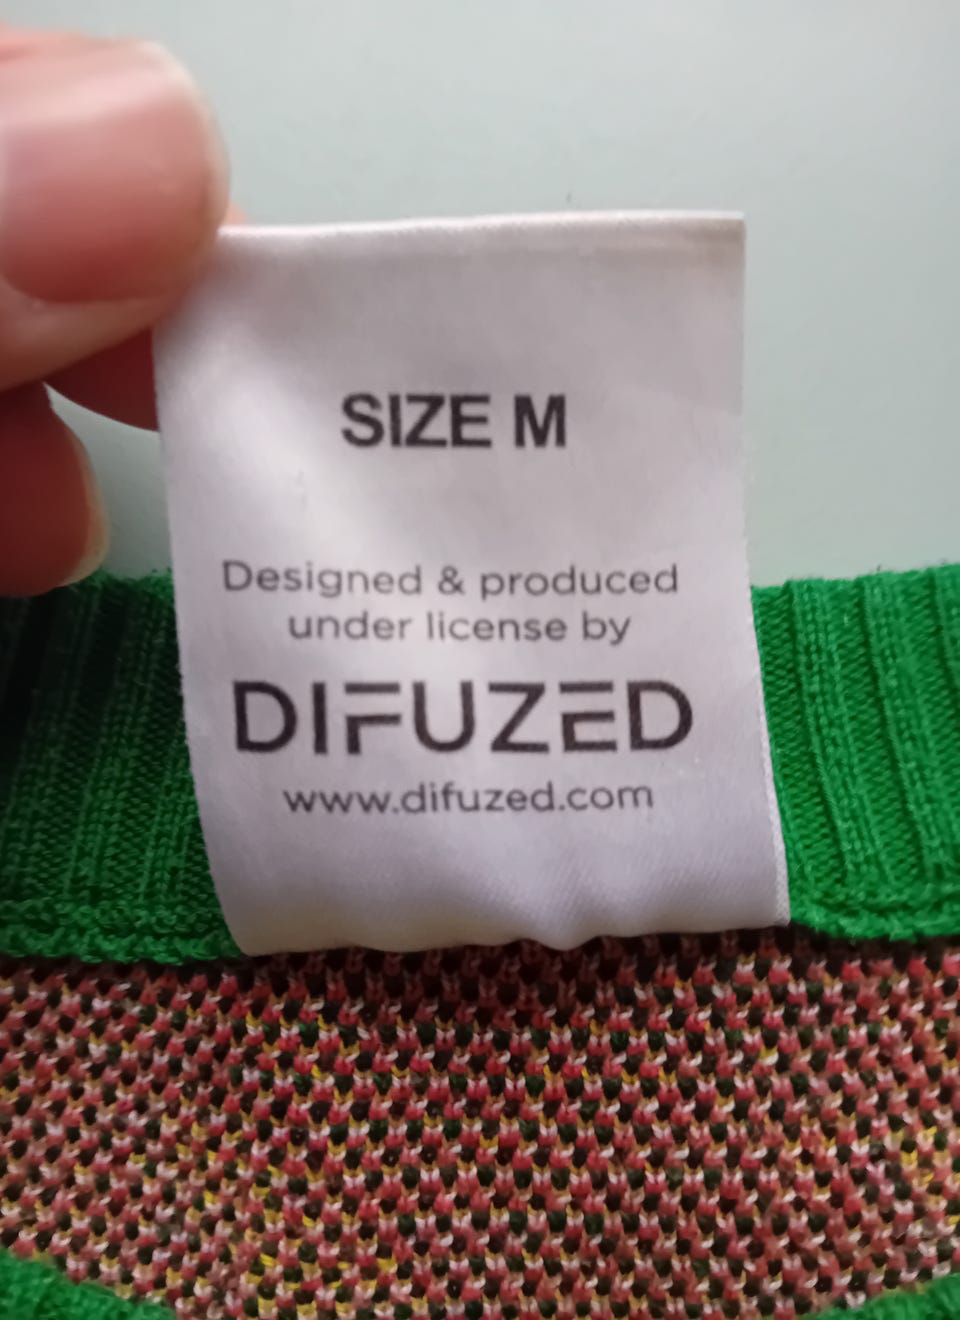 SIZE M
Designed & produced
under license by
DIFUZED
www.difuzed.com